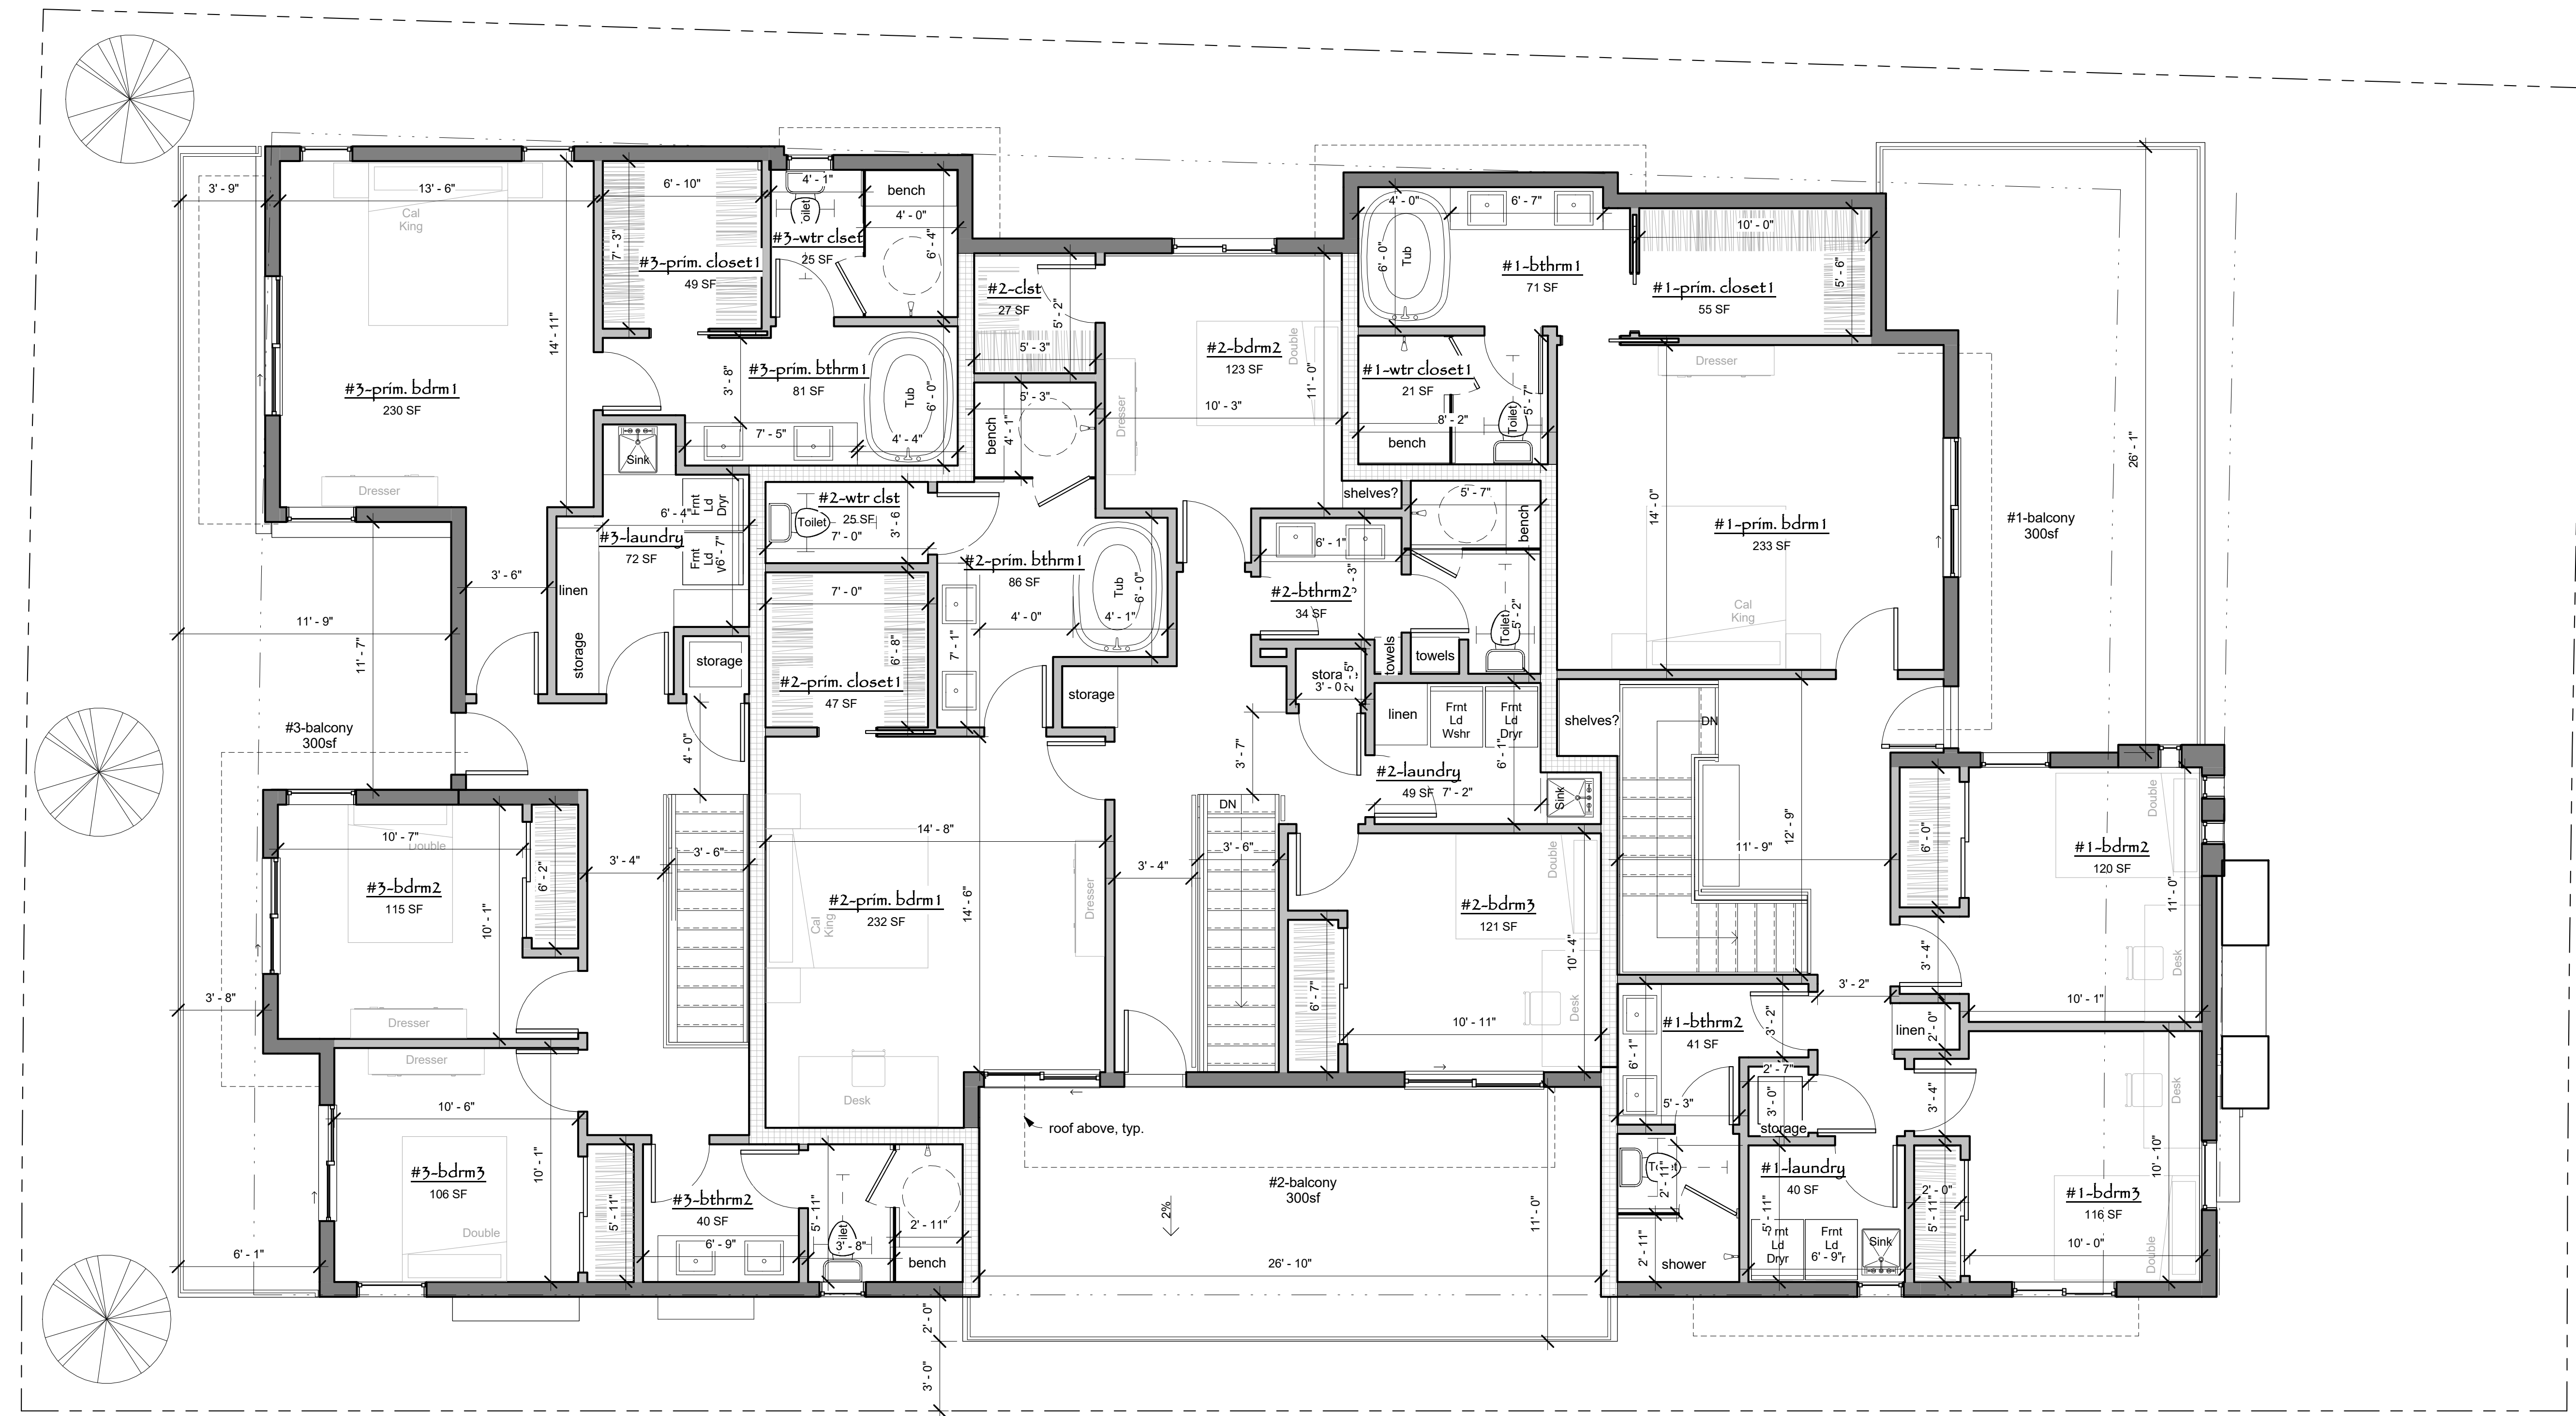 3' - 9"
13' - 6"
Cal
King
14' - 11"
#3-prim. bdrm1
230 SF
Dresser
6' - 10"
7' - 3"
#3-prim. closet1
49 SF
4' - 1"
#3-wtr clset
25 SF
bench
4' - 0"
6' - 4"
3' - 8"
#3-prim. bthrm1
81 SF
Tub
6' - 0"
7' - 5"
4' - 4"
Sink
6' - 4"
Frnt
Ld
Dryr
#3-laundry
72 SF
Frnt
Ld
6' - 7"
linen
storage
storage
3' - 6"
11' - 9"
11' - 7"
#3-balcony
300sf
4' - 0"
#2-clst
27 SF
5' - 2"
5' - 3"
5' - 3"
bench
4' - 1"
#2-bdrm2
123 SF
Double
11' - 0"
10' - 3"
Dresser
#2-wtr clst
25 SF
Toilet
7' - 0"
3' - 6
#2-prim. bthrm1
86 SF
Tub
6' - 0"
4' - 0"
4' - 1"
7' - 1"
7' - 0"
6' - 8"
#2-prim. closet1
47 SF
storage
4' - 0"
6' - 7"
6' - 0"
Tub
#1-bthrm1
71 SF
10' - 0"
5' - 6"
#1-prim. closet1
55 SF
#1-wtr closet1
21 SF
Toilet
5' - 7"
8' - 2"
bench
Dresser
14' - 0"
#1-prim. bdrm1
233 SF
Cal
King
26' - 1"
#1-balcony
300sf
shelves?
5' - 7"
bench
6' - 1"
#2-bthrm2
34 SF
Toilet
5' - 2"
towels
towels
3' - 0
2' - 5"
linen
Frnt
Ld
Wshr
Frnt
Ld
Dryr
6' - 1"
#2-laundry
49 SF
7' - 2"
Sink
3' - 7"
shelves?
DN
12' - 9"
11' - 9"
10' - 7"
Double
6' - 2"
#3-bdrm2
115 SF
10' - 1"
Dresser
3' - 8"
3' - 4"
3' - 6"
14' - 8"
#2-prim. bdrm1
232 SF
Cal
King
14' - 6"
Dresser
Desk
DN
3' - 6"
3' - 4"
6' - 7"
#2-bdrm3
121 SF
Double
10' - 4"
10' - 11"
Desk
6' - 0"
#1-bdrm2
120 SF
Double
11' - 0"
3' - 4"
Desk
10' - 1"
3' - 2"
linen
2' - 0"
#1-bthrm2
41 SF
3' - 2"
6' - 1"
5' - 3"
2' - 7"
3' - 0"
storage
3' - 4"
Desk
Dresser
10' - 6"
10' - 1"
#3-bdrm3
106 SF
Double
6' - 1"
5' - 11"
#3-bthrm2
40 SF
6' - 9"
5' - 11"
3' - 8"
2' - 11"
bench
roof above, typ.
#2-balcony
300sf
2%
11' - 0"
26' - 10"
2' - 0"
3' - 0"
2' - 11"
2' - 11"
shower
#1-laundry
40 SF
5' - 11"
Ld
Dryr
Frnt
Ld
6' - 9"
Sink
2' - 0"
5' - 11"
10' - 10"
#1-bdrm3
116 SF
10' - 0"
Double